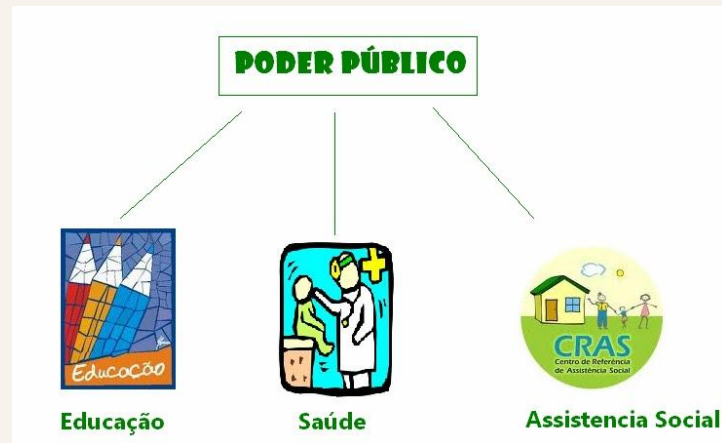 PODER PÚBLICO
Educação
CRAS
Centro de Referência
de Assistência Social
Educação
Saúde
Assistencia Social